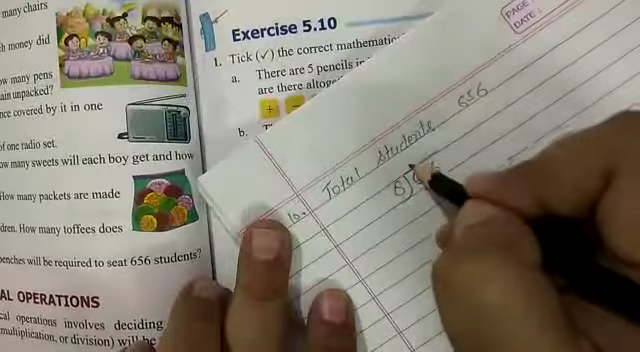 many chairs
h money did
ow many pens
ain unpacked?
nce covered by it in one
of one radio set.
ow many sweets will each boy get and how
How many packets are made
dren. How many toffees does
benches will be required to seat 656 students?
AL OPERATIONS
cal operations involves deciding
multiplication, or division) will be
Exercise 5.10
1. Tick (✓) the correct mathematic
a. There are 5 pencils in
are there altoge
+ −
b. T
PAGE
DATE:
10. Total students 656
8)